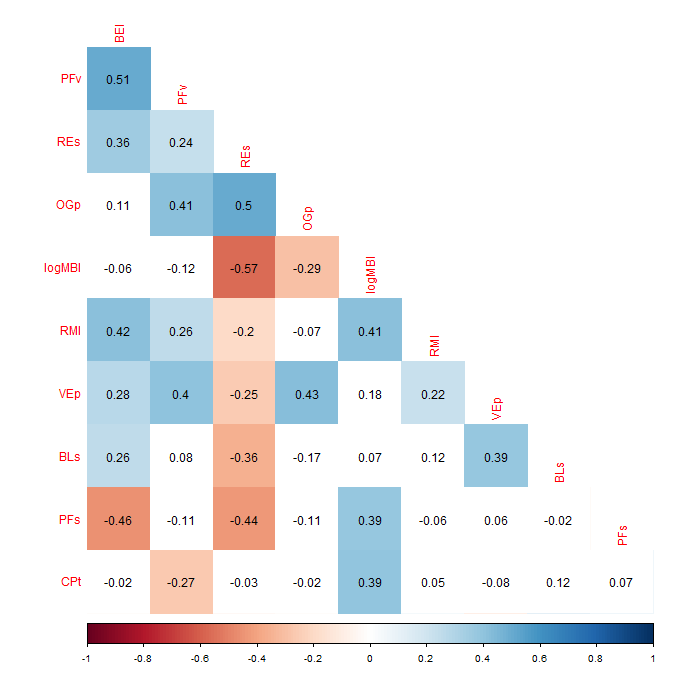 BEI
PFv 0.51 PFv
REs 0.36 0.24 REs
OGp 0.11 0.41 0.5 OGp
logMBI -0.06 -0.12 -0.57 -0.29 logMBI
RMI 0.42 0.26 -0.2 -0.07 0.41 RMI
VEp 0.28 0.4 -0.25 0.43 0.18 0.22 VEp
BLs 0.26 0.08 -0.36 -0.17 0.07 0.12 0.39 BLs
PFs -0.46 -0.11 -0.44 -0.11 0.39 -0.06 0.06 -0.02 PFs
CPt -0.02 -0.27 -0.03 -0.02 0.39 0.05 -0.08 0.12 0.07
-1 -0.8 -0.6 -0.4 -0.2 0 0.2 0.4 0.6 0.8 1